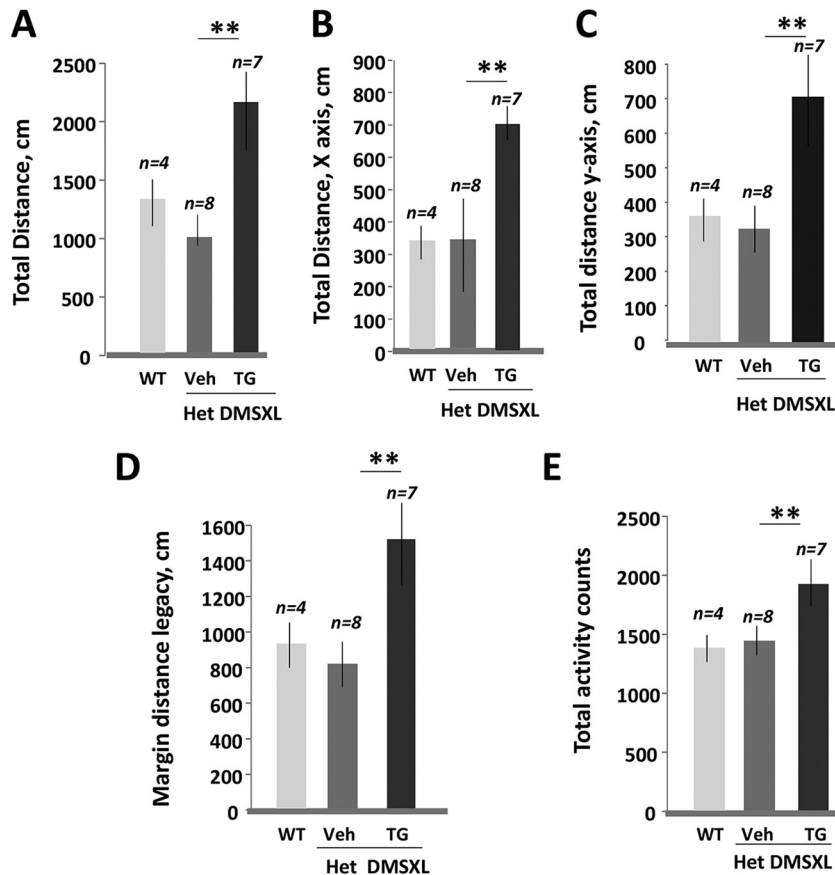 A
Total Distance, cm
2500
2000
1500
1000
500
0
n=4
n=8
n=7
**
WT
Veh
TG
Het DMSXL
B
Total Distance, X axis, cm
900
800
700
600
500
400
300
200
100
0
n=4
n=8
n=7
**
WT
Veh
TG
Het DMSXL
C
Total distance y-axis, cm
800
700
600
400
300
300
200
100
0
n=4
n=8
n=7
**
WT
Veh
TG
Het DMSXL
D
Margin distance legacy, cm
1600
1400
1200
1000
800
600
400
200
0
n=4
n=8
n=7
**
WT
Veh
TG
Het DMSXL
E
Total activity counts
2500
2000
1500
1000
500
0
n=4
n=8
n=7
**
WT
Veh
TG
Het DMSXL